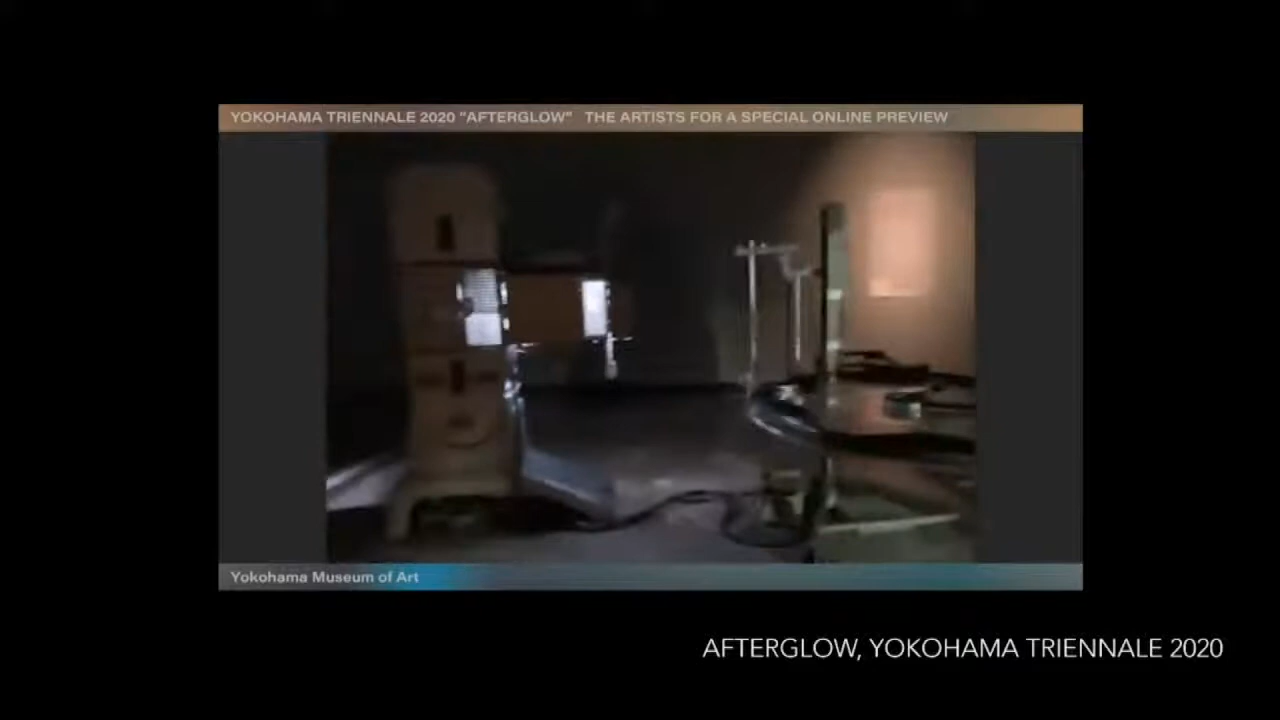 YOKOHAMA TRIENNALE 2020 "AFTERGLOW" THE ARTISTS FOR A SPECIAL ONLINE PREVIEW
Yokohama Museum of Art
AFTERGLOW, YOKOHAMA TRIENNALE 2020